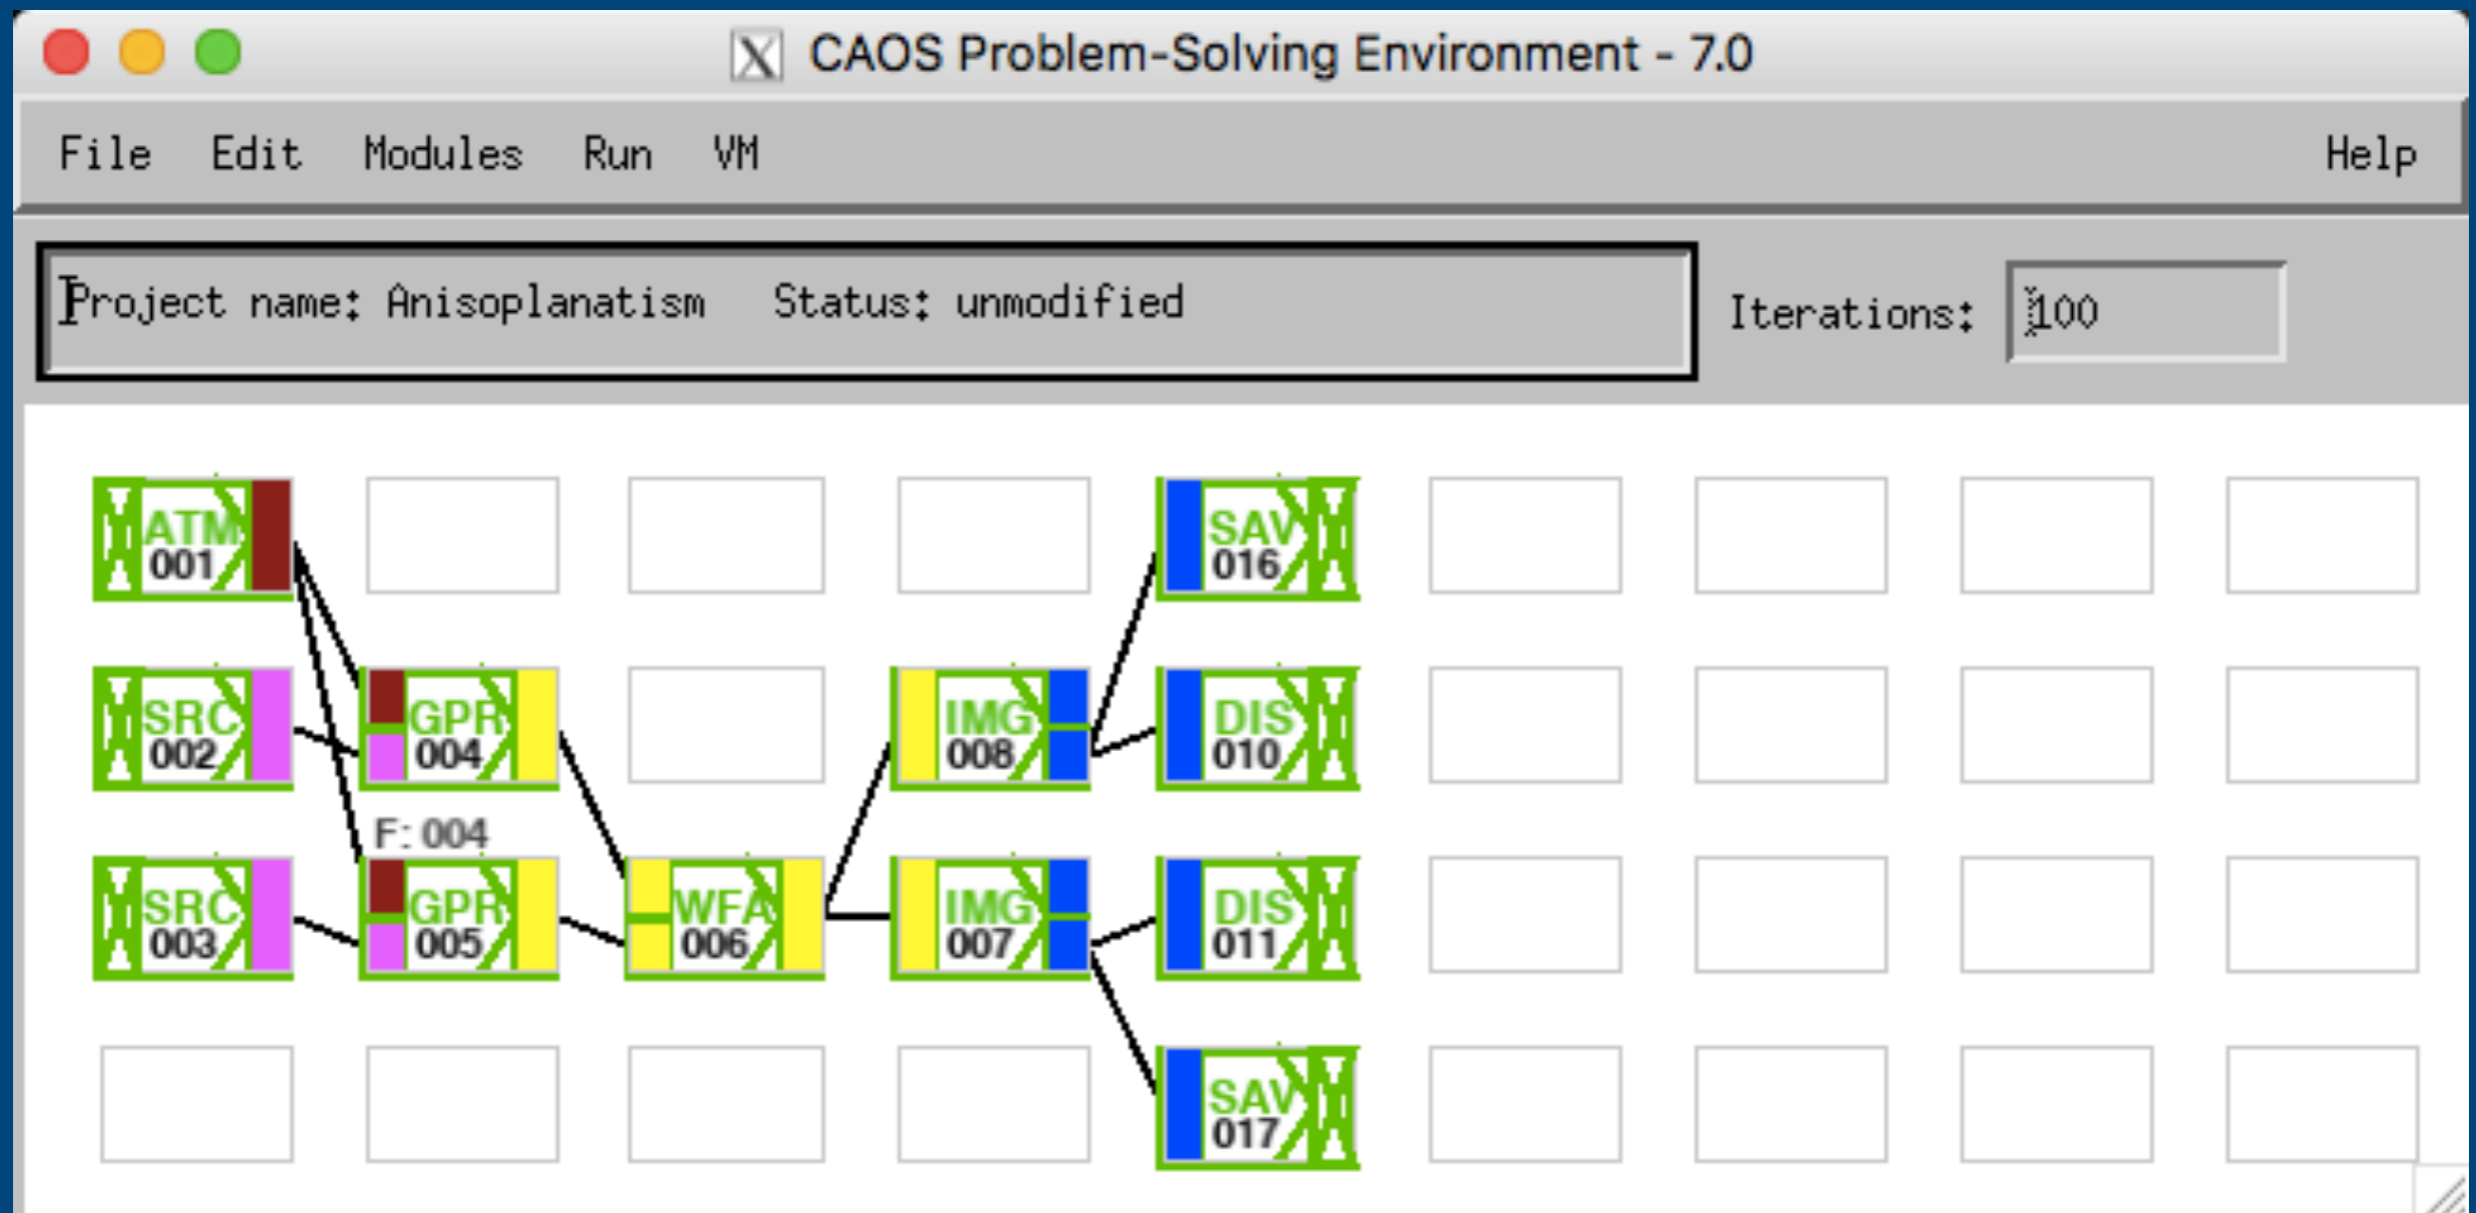 CAOS Problem-Solving Environment - 7.0
File Edit Modules Run VM Help
Project name: Anisoplanatism Status: unmodified
Iterations: 100
ATM SAV
001 016
SRC GPR IMG DIS
002 004 008 010
F: 004
SRC GPR WFA IMG DIS
003 005 006 007 011
SAV
017